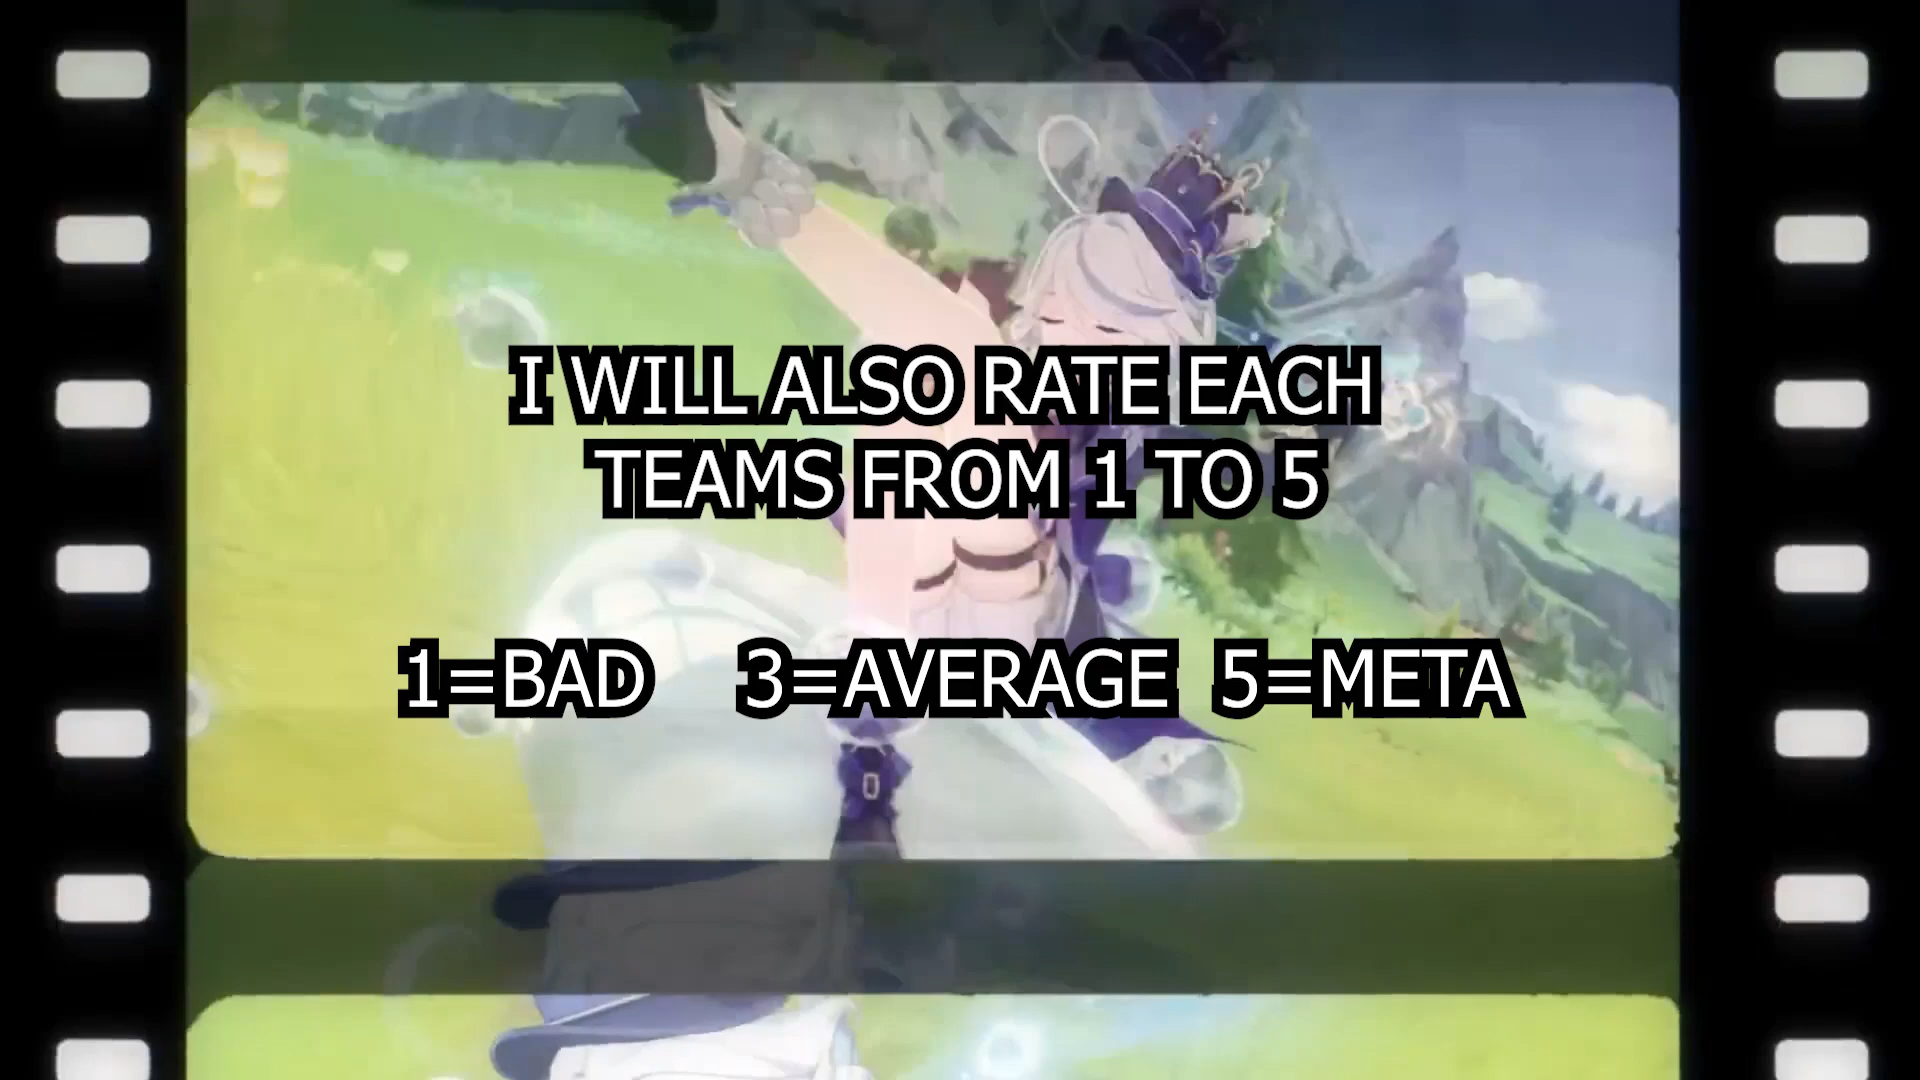 I WILL ALSO RATE EACH
TEAMS FROM 1 TO 5
1=BAD 3=AVERAGE 5=META